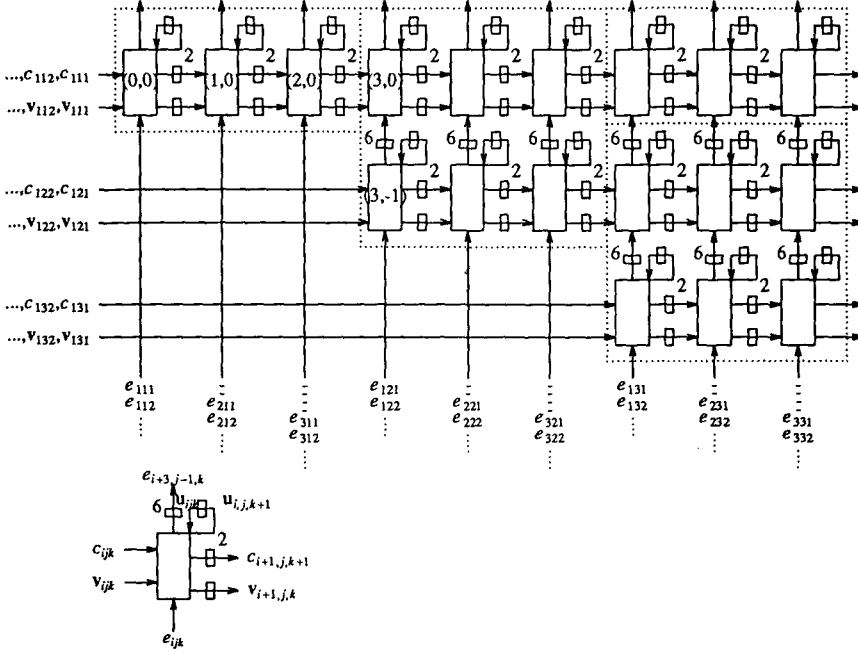 2 2 2
...,c112,c111 (0,0) (1,0) (2,0) (3,0)
...,v112,v111
6 6 6 6 6 6
2 2
...,c122,c121 (3,-1)
...,v122,v121
6 6 6
2
...,c132,c131
...,v132,v131
e111 e121 e131
e112 e211 e122 e221 e132 e231
... e212 e311 ... e222 e321 ... e232 e331
... e312 ... e322 ... e332
... ... ...
ei+3,j-1,k
6 uijk ui,j,k+1
2
cijk ci+1,j,k+1
vijk vi+1,j,k
eijk